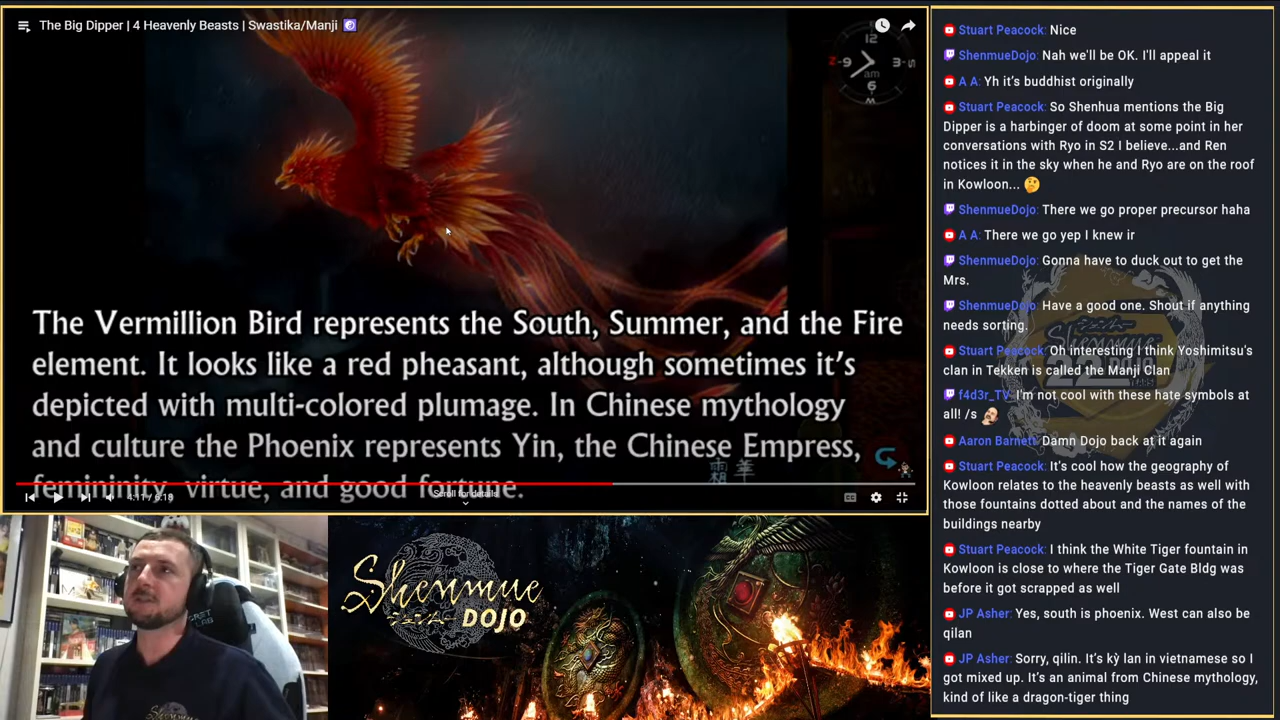 The Big Dipper | 4 Heavenly Beasts | Swastika/Manji
12
Z-9
3-S
am
6
W
The Vermillion Bird represents the South, Summer, and the Fire
element. It looks like a red pheasant, although sometimes it's
depicted with multi-colored plumage. In Chinese mythology
and culture the Phoenix represents Yin, the Chinese Empress,
femininity, virtue, and good fortune.
4:11 / 6:18
Scroll for details
Shenmue
DOJO
Stuart Peacock: Nice
ShenmueDojo: Nah we'll be OK. I'll appeal it
A A: Yh it's buddhist originally
Stuart Peacock: So Shenhua mentions the Big
Dipper is a harbinger of doom at some point in her
conversations with Ryo in S2 I believe...and Ren
notices it in the sky when he and Ryo are on the roof
in Kowloon...
ShenmueDojo: There we go proper precursor haha
A A: There we go yep I knew ir
ShenmueDojo: Gonna have to duck out to get the
Mrs.
ShenmueDojo: Have a good one. Shout if anything
needs sorting.
Stuart Peacock: Oh interesting I think Yoshimitsu's
clan in Tekken is called the Manji Clan
f4d3r_TV: I'm not cool with these hate symbols at
all! /s
Aaron Barnett: Damn Dojo back at it again
Stuart Peacock: It's cool how the geography of
Kowloon relates to the heavenly beasts as well with
those fountains dotted about and the names of the
buildings nearby
Stuart Peacock: I think the White Tiger fountain in
Kowloon is close to where the Tiger Gate Bldg was
before it got scrapped as well
JP Asher: Yes, south is phoenix. West can also be
qilan
JP Asher: Sorry, qilin. It's kỳ lan in vietnamese so I
got mixed up. It's an animal from Chinese mythology,
kind of like a dragon-tiger thing